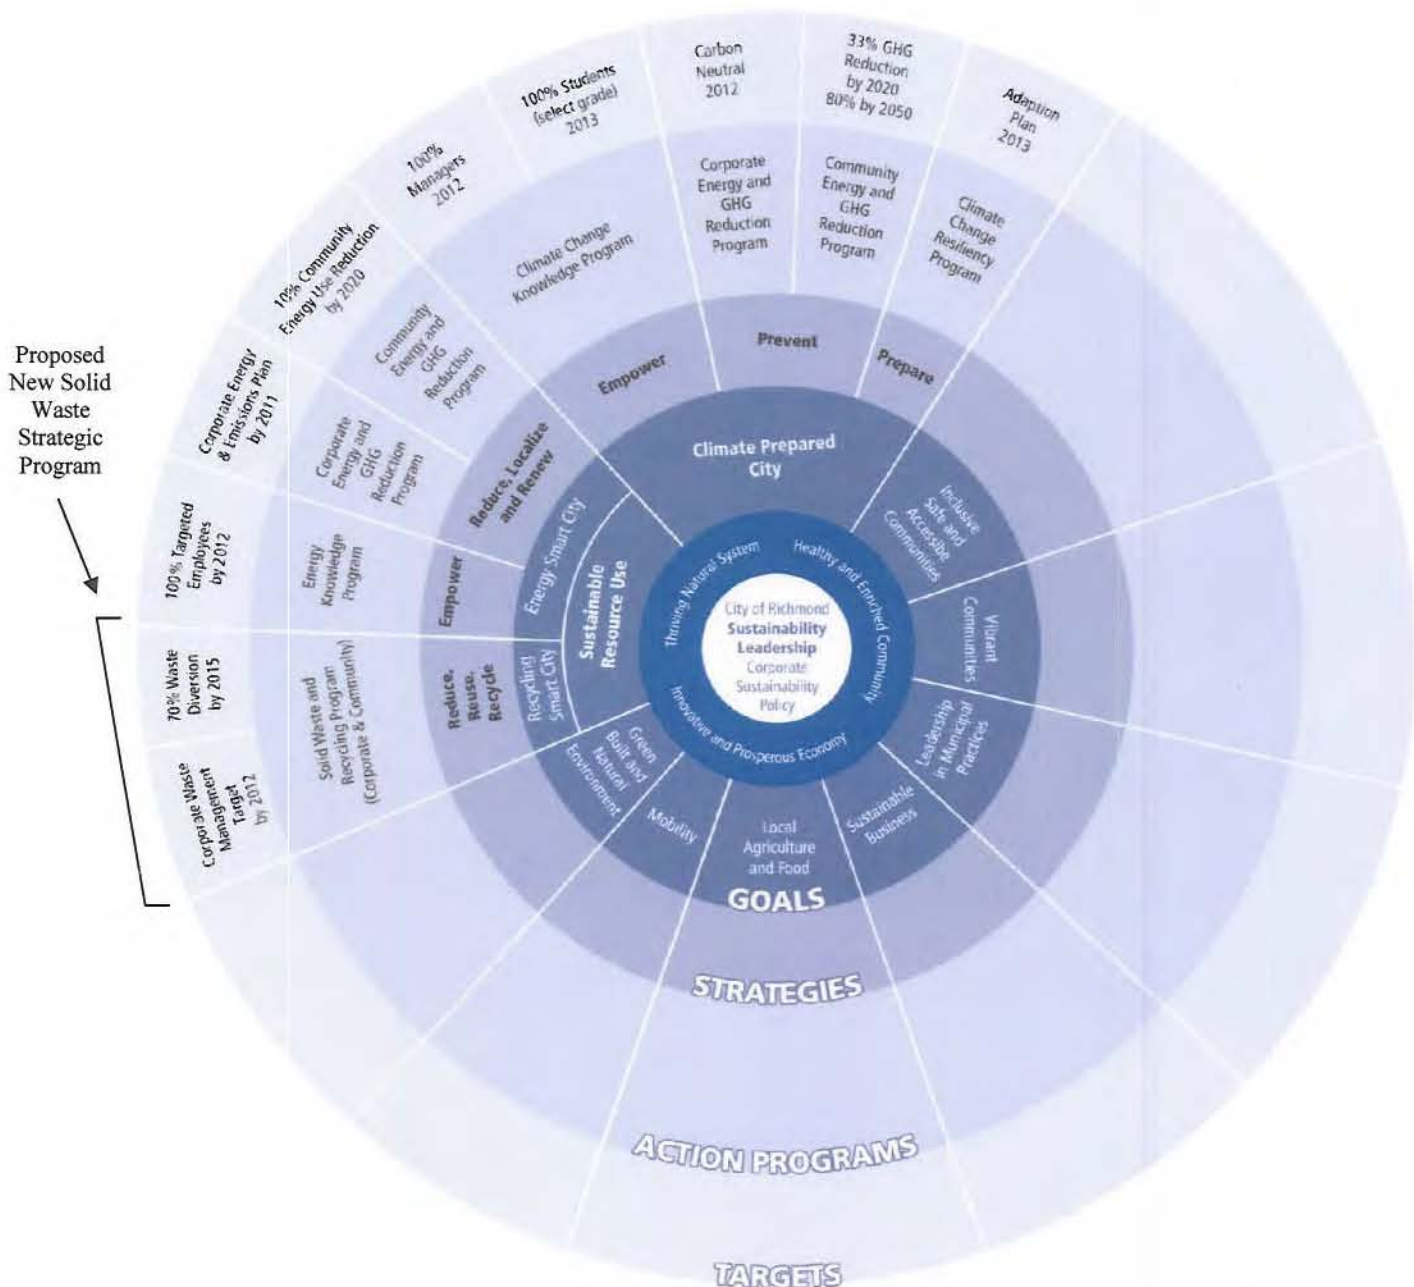 Proposed
New Solid
Waste
Strategic
Program
100% Students
(select grade)
2013
Carbon
Neutral
2012
33% GHG
Reduction
by 2020
80% by 2050
Adaption
Plan
2013
100%
Managers
2012
10% Community
Energy Use Reduction
by 2020
Corporate Energy
& Emissions Plan
by 2011
100% Targeted
Employees
by 2012
70% Waste
Diversion
by 2015
Corporate Waste
Management
Target
by 2012
Climate Change
Knowledge Program
Corporate
Energy and
GHG
Reduction
Program
Community
Energy and
GHG
Reduction
Program
Climate
Change
Resiliency
Program
Community
Energy and
GHG
Reduction
Program
Corporate
Energy and
GHG
Reduction
Program
Energy
Knowledge
Program
Solid Waste and
Recycling Program
(Corporate & Community)
Empower
Prevent
Prepare
Reduce, Localize
and Renew
Empower
Reduce,
Reuse,
Recycle
Climate Prepared
City
Energy Smart City
Sustainable
Resource Use
Recycling
Smart City
Inclusive
Safe and
Accessible
Communities
Vibrant
Communities
Leadership
in Municipal
Practices
Sustainable
Business
Local
Agriculture
and Food
Mobility
Green
Built and
Natural
Environment
Thriving Natural System
Healthy and Enriched Community
Innovative and Prosperous Economy
City of Richmond
Sustainability
Leadership
Corporate
Sustainability
Policy
GOALS
STRATEGIES
ACTION PROGRAMS
TARGETS